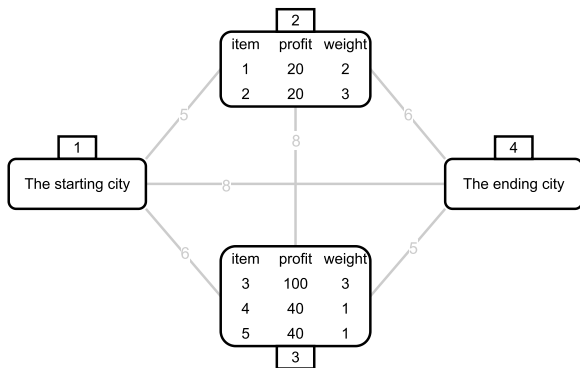 2
item profit weight
1 20 2
2 20 3
5
6
8
1
The starting city
8
4
The ending city
6
5
item profit weight
3 100 3
4 40 1
5 40 1
3